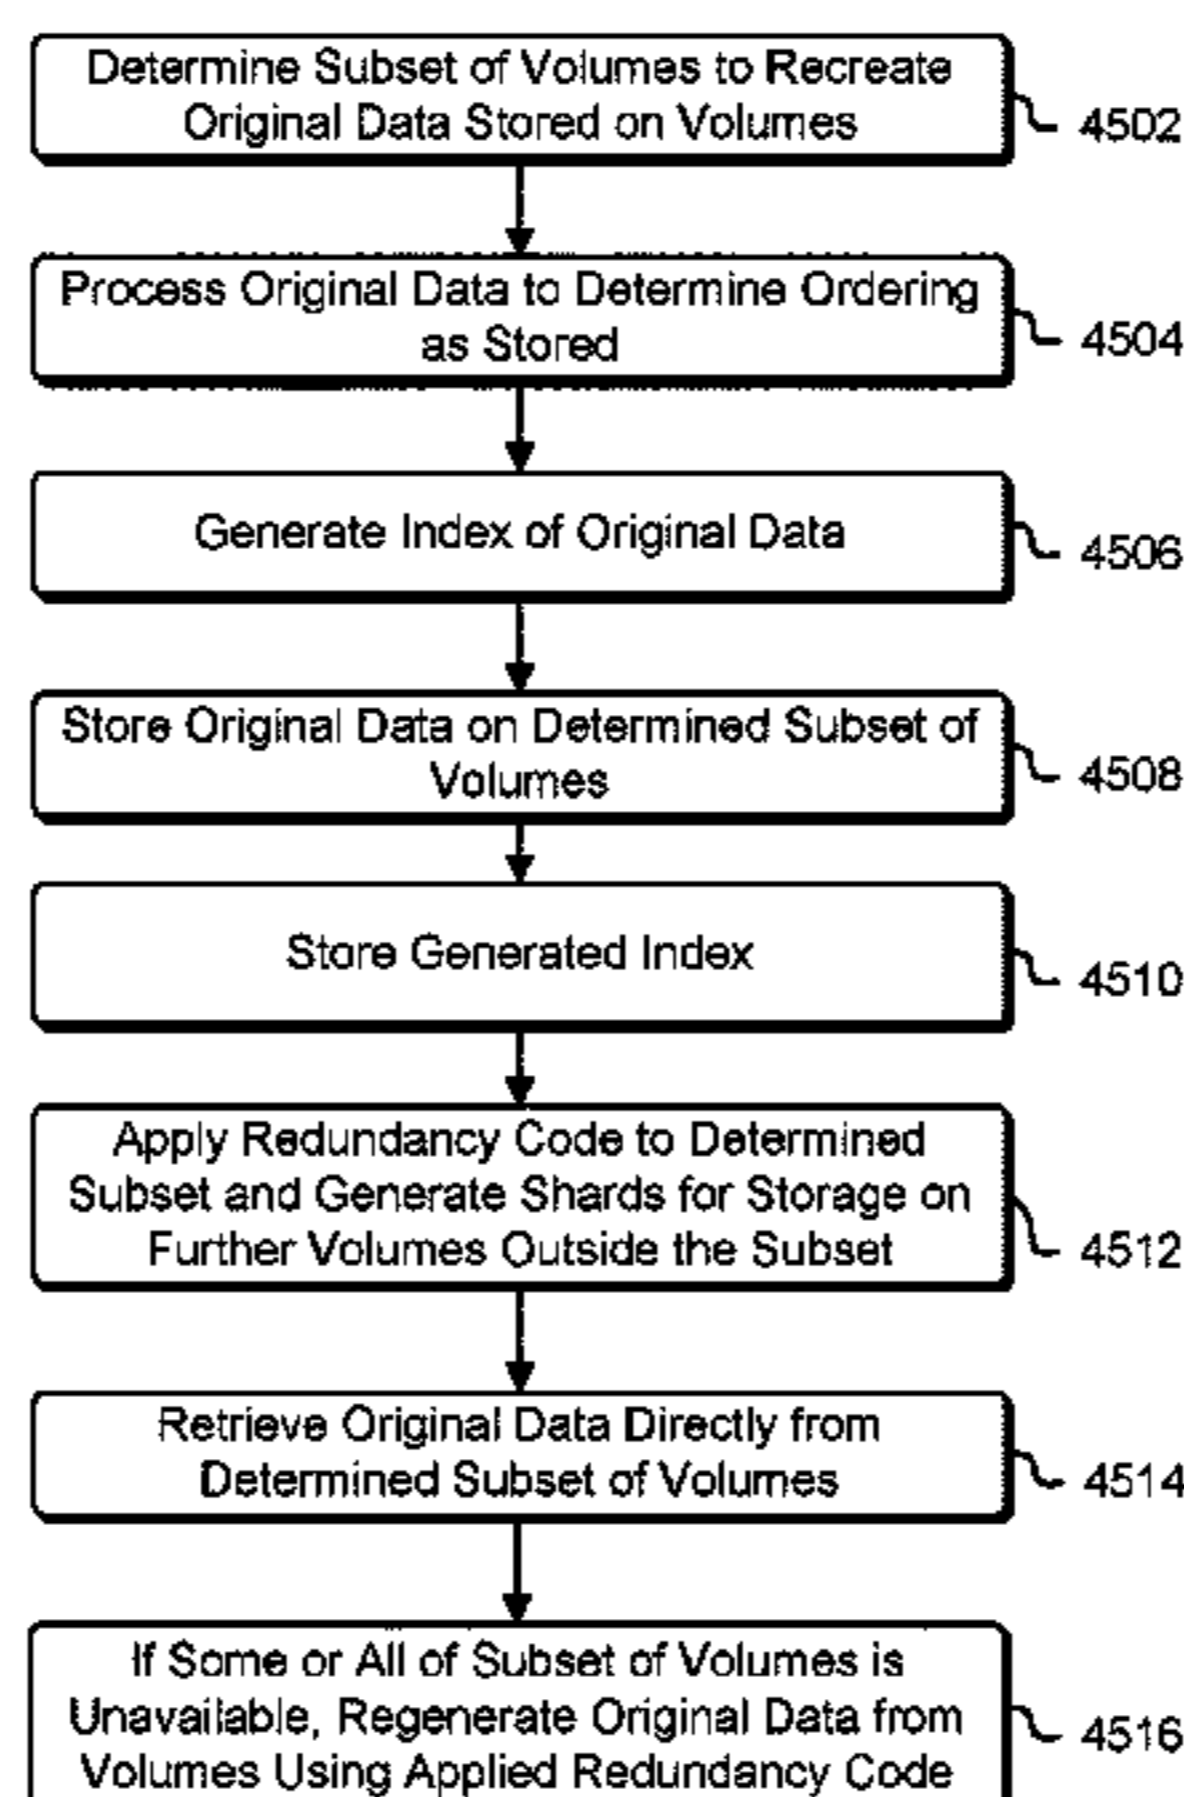 Determine Subset of Volumes to Recreate
Original Data Stored on Volumes
4502
Process Original Data to Determine Ordering
as Stored
4504
Generate Index of Original Data
4506
Store Original Data on Determined Subset of
Volumes
4508
Store Generated Index
4510
Apply Redundancy Code to Determined
Subset and Generate Shards for Storage on
Further Volumes Outside the Subset
4512
Retrieve Original Data Directly from
Determined Subset of Volumes
4514
If Some or All of Subset of Volumes is
Unavailable, Regenerate Original Data from
Volumes Using Applied Redundancy Code
4516